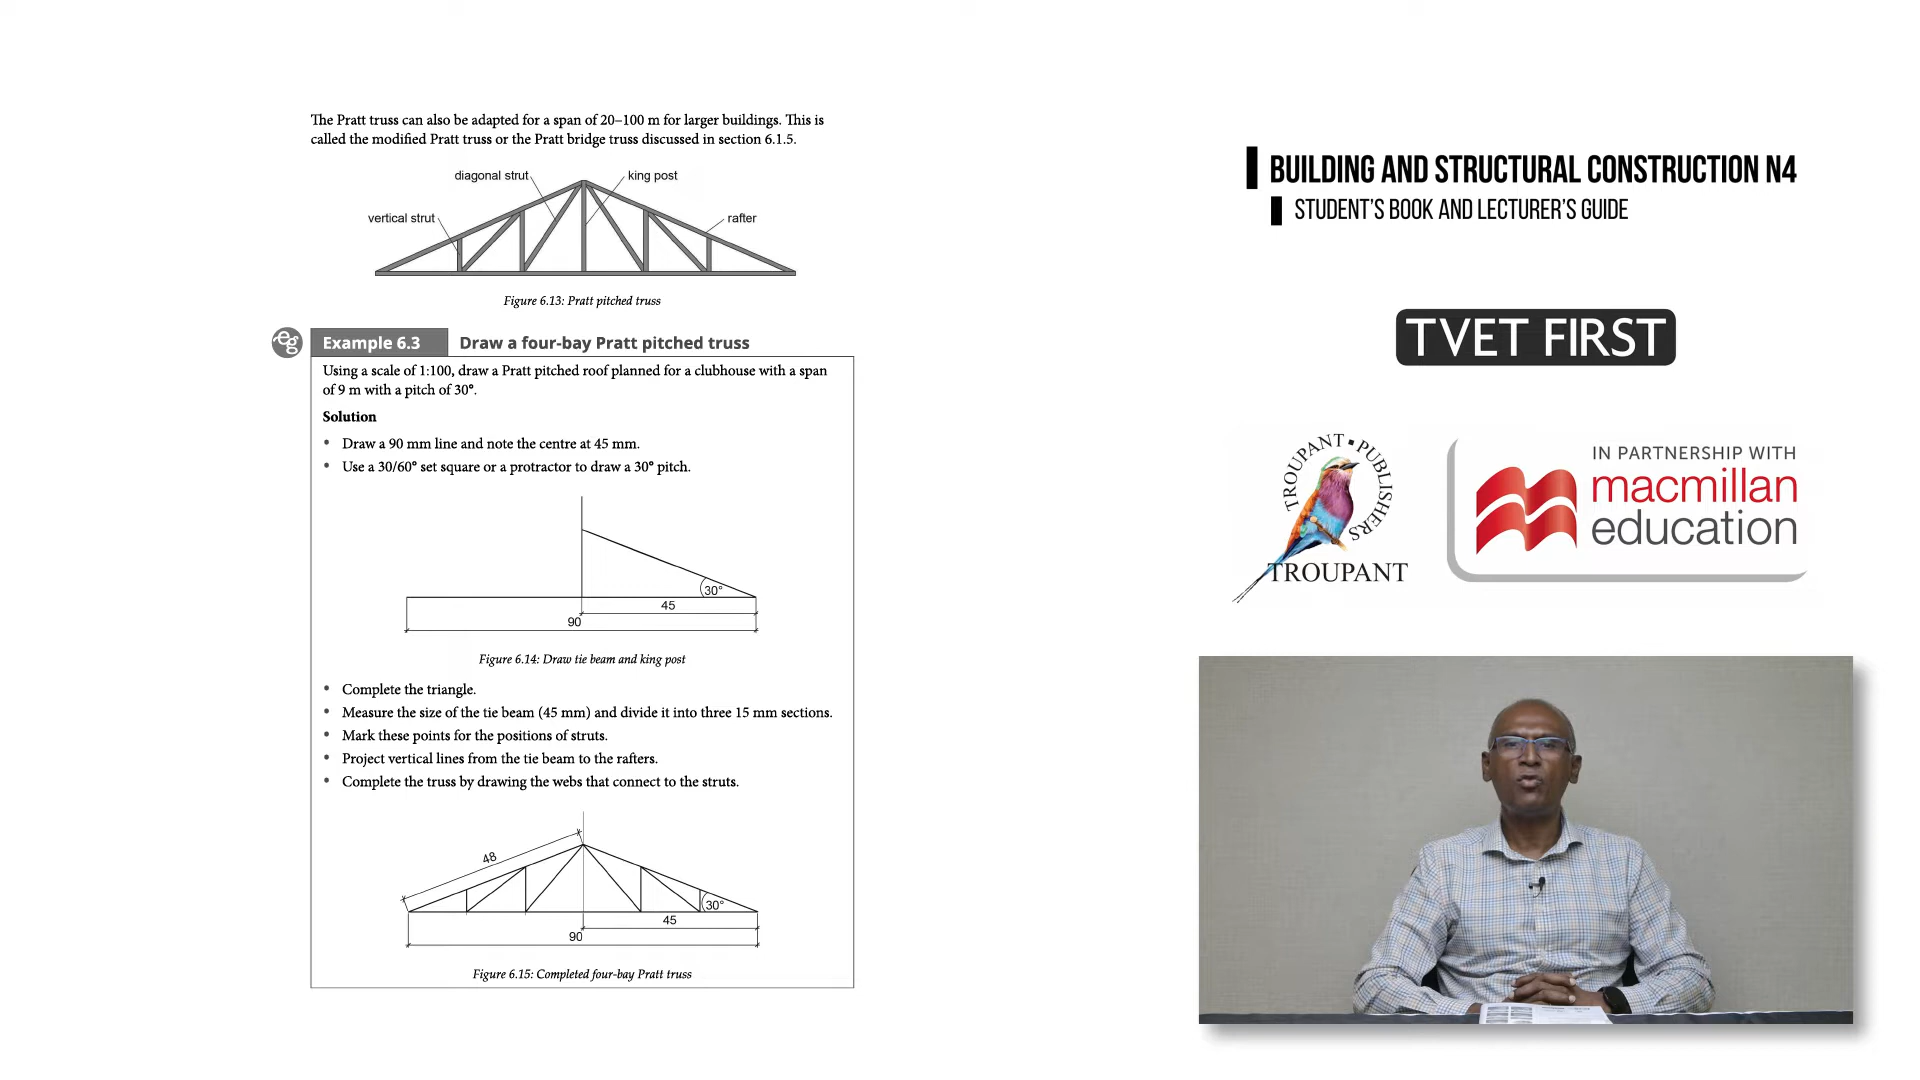 The Pratt truss can also be adapted for a span of 20–100 m for larger buildings. This is
called the modified Pratt truss or the Pratt bridge truss discussed in section 6.1.5.
diagonal strut
king post
vertical strut
rafter
Figure 6.13: Pratt pitched truss
eg
Example 6.3
Draw a four-bay Pratt pitched truss
Using a scale of 1:100, draw a Pratt pitched roof planned for a clubhouse with a span
of 9 m with a pitch of 30°.
Solution
• Draw a 90 mm line and note the centre at 45 mm.
• Use a 30/60° set square or a protractor to draw a 30° pitch.
30°
45
90
Figure 6.14: Draw tie beam and king post
• Complete the triangle.
• Measure the size of the tie beam (45 mm) and divide it into three 15 mm sections.
• Mark these points for the positions of struts.
• Project vertical lines from the tie beam to the rafters.
• Complete the truss by drawing the webs that connect to the struts.
48
30°
45
90
Figure 6.15: Completed four-bay Pratt truss
BUILDING AND STRUCTURAL CONSTRUCTION N4
STUDENT'S BOOK AND LECTURER'S GUIDE
TVET FIRST
TROUPANT • PUBLISHERS
TROUPANT
IN PARTNERSHIP WITH
macmillan
education